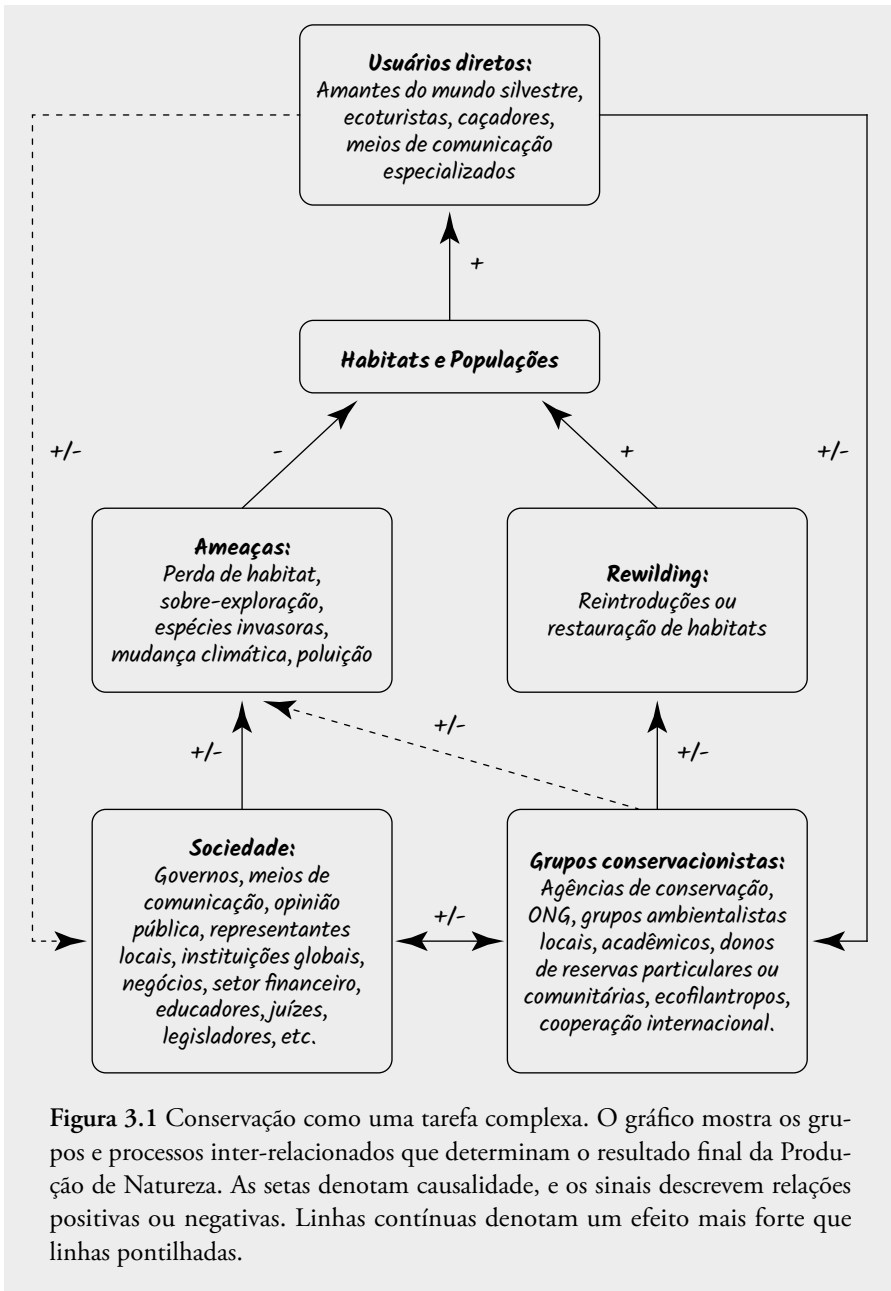 Usuários diretos:
Amantes do mundo silvestre,
ecoturistas, caçadores,
meios de comunicação
especializados
+
Habitats e Populações
+/-
-
+
+/-
Ameaças:
Perda de habitat,
sobre-exploração,
espécies invasoras,
mudança climática, poluição
Rewilding:
Reintroduções ou
restauração de habitats
+/-
+/-
+/-
Sociedade:
Governos, meios de
comunicação, opinião
pública, representantes
locais, instituições globais,
negócios, setor financeiro,
educadores, juízes,
legisladores, etc.
+/-
Grupos conservacionistas:
Agências de conservação,
ONG, grupos ambientalistas
locais, acadêmicos, donos
de reservas particulares ou
comunitárias, ecofilantropos,
cooperação internacional.
Figura 3.1 Conservação como uma tarefa complexa. O gráfico mostra os gru-
pos e processos inter-relacionados que determinam o resultado final da Produ-
ção de Natureza. As setas denotam causalidade, e os sinais descrevem relações
positivas ou negativas. Linhas contínuas denotam um efeito mais forte que
linhas pontilhadas.